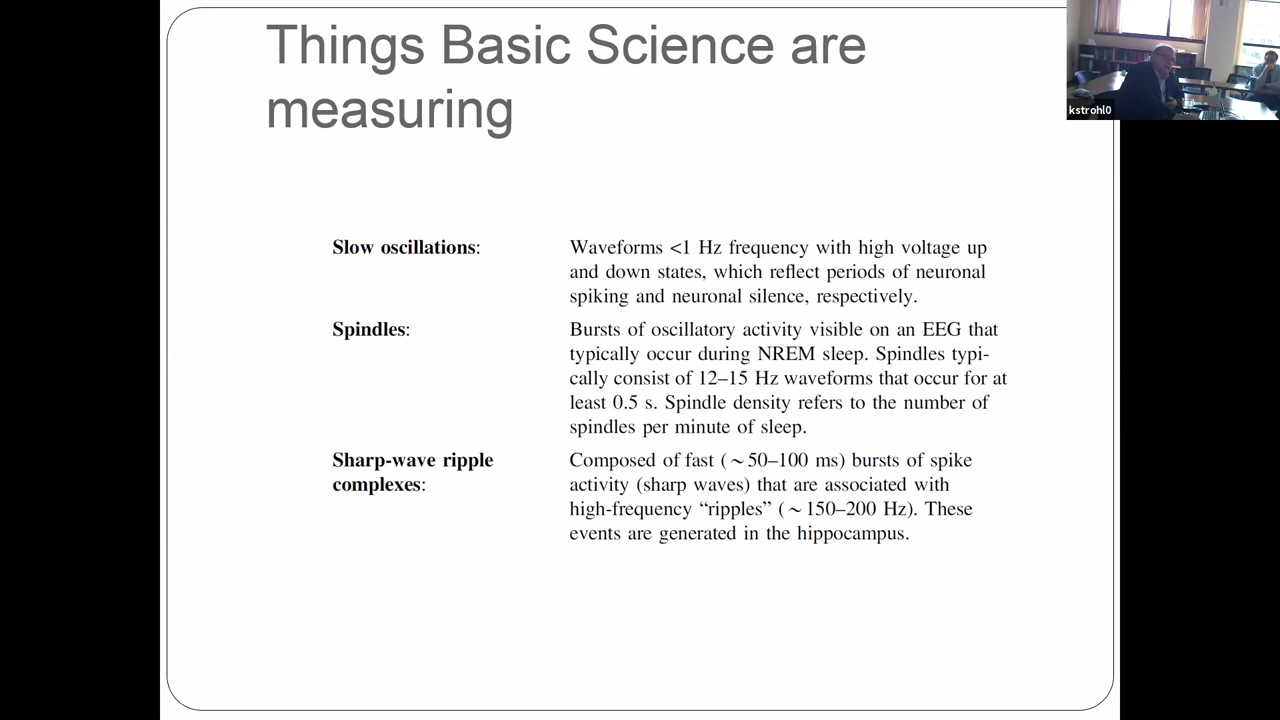 Things Basic Science are
measuring
kstrohl0
Slow oscillations:
Waveforms <1 Hz frequency with high voltage up
and down states, which reflect periods of neuronal
spiking and neuronal silence, respectively.
Spindles:
Bursts of oscillatory activity visible on an EEG that
typically occur during NREM sleep. Spindles typi-
cally consist of 12–15 Hz waveforms that occur for at
least 0.5 s. Spindle density refers to the number of
spindles per minute of sleep.
Sharp-wave ripple
complexes:
Composed of fast (∼50–100 ms) bursts of spike
activity (sharp waves) that are associated with
high-frequency “ripples” (∼150–200 Hz). These
events are generated in the hippocampus.